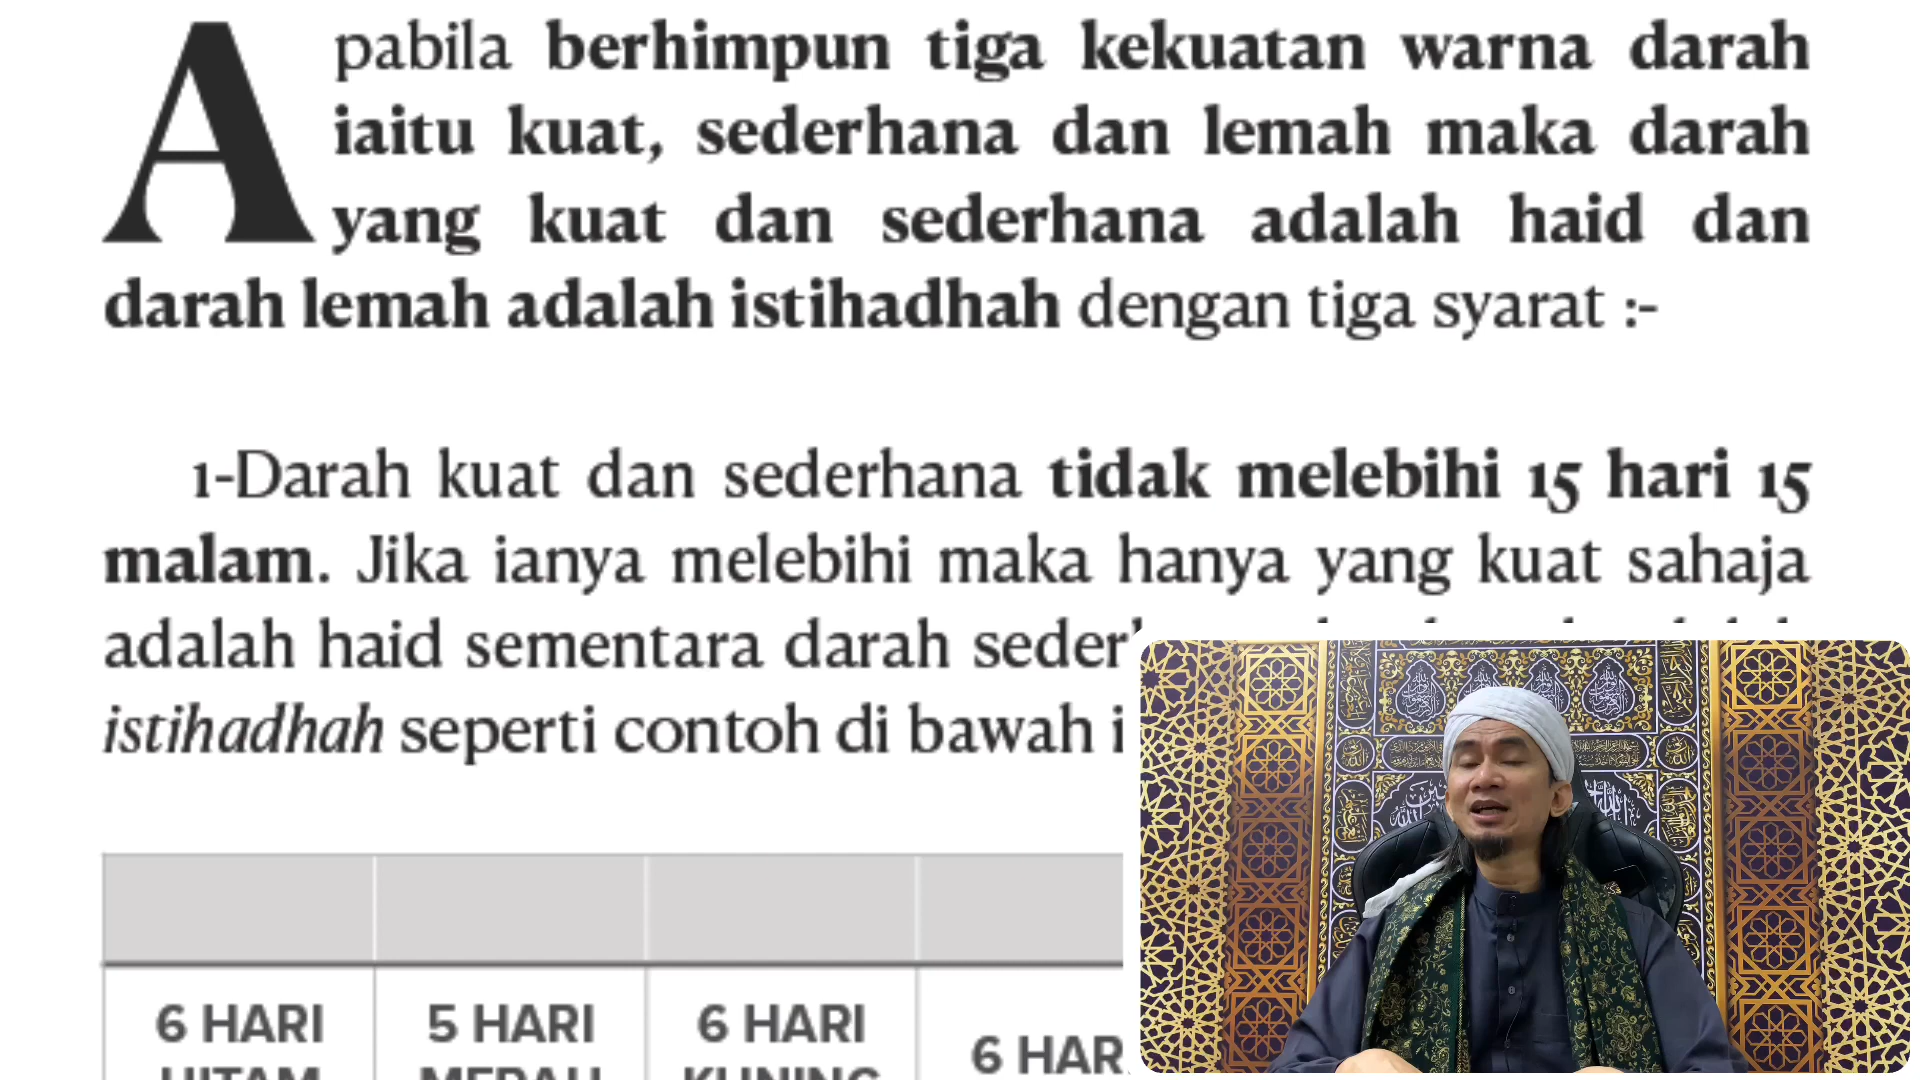 Apabila berhimpun tiga kekuatan warna darah
iaitu kuat, sederhana dan lemah maka darah
yang kuat dan sederhana adalah haid dan
darah lemah adalah istihadhah dengan tiga syarat :-
1-Darah kuat dan sederhana tidak melebihi 15 hari 15
malam. Jika ianya melebihi maka hanya yang kuat sahaja
adalah haid sementara darah
istihadhah seperti contoh di bawah
6 HARI HITAM
5 HARI MERAH
6 HARI KUNING
6 HAR